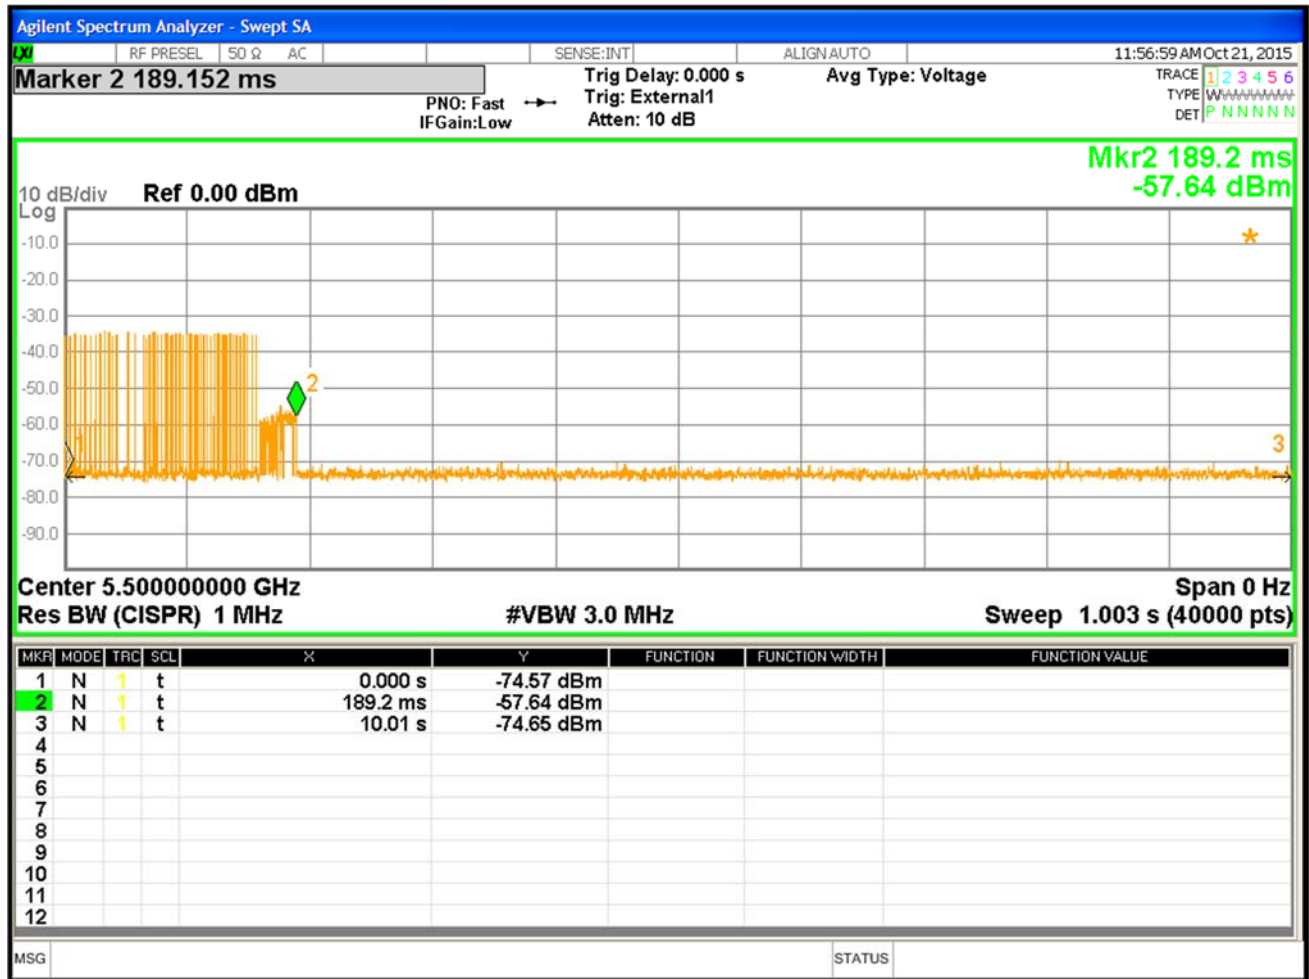 Agilent Spectrum Analyzer - Swept SA
LXI RF PRESEL 50 Ω AC SENSE:INT ALIGN AUTO 11:56:59 AM Oct 21, 2015
Marker 2 189.152 ms
PNO: Fast
IFGain:Low
Trig Delay: 0.000 s
Trig: External1
Atten: 10 dB
Avg Type: Voltage
TRACE 1 2 3 4 5 6
TYPE WWWWWW
DET P N N N N N
Mkr2 189.2 ms
-57.64 dBm
10 dB/div Ref 0.00 dBm
Log
-10.0
-20.0
-30.0
-40.0
-50.0
-60.0
-70.0
-80.0
-90.0
*
2
3
Center 5.500000000 GHz Span 0 Hz
Res BW (CISPR) 1 MHz #VBW 3.0 MHz Sweep 1.003 s (40000 pts)
MKR MODE TRC SCL X Y FUNCTION FUNCTION WIDTH FUNCTION VALUE
1 N 1 t 0.000 s -74.57 dBm
2 N 1 t 189.2 ms -57.64 dBm
3 N 1 t 10.01 s -74.65 dBm
4
5
6
7
8
9
10
11
12
MSG STATUS